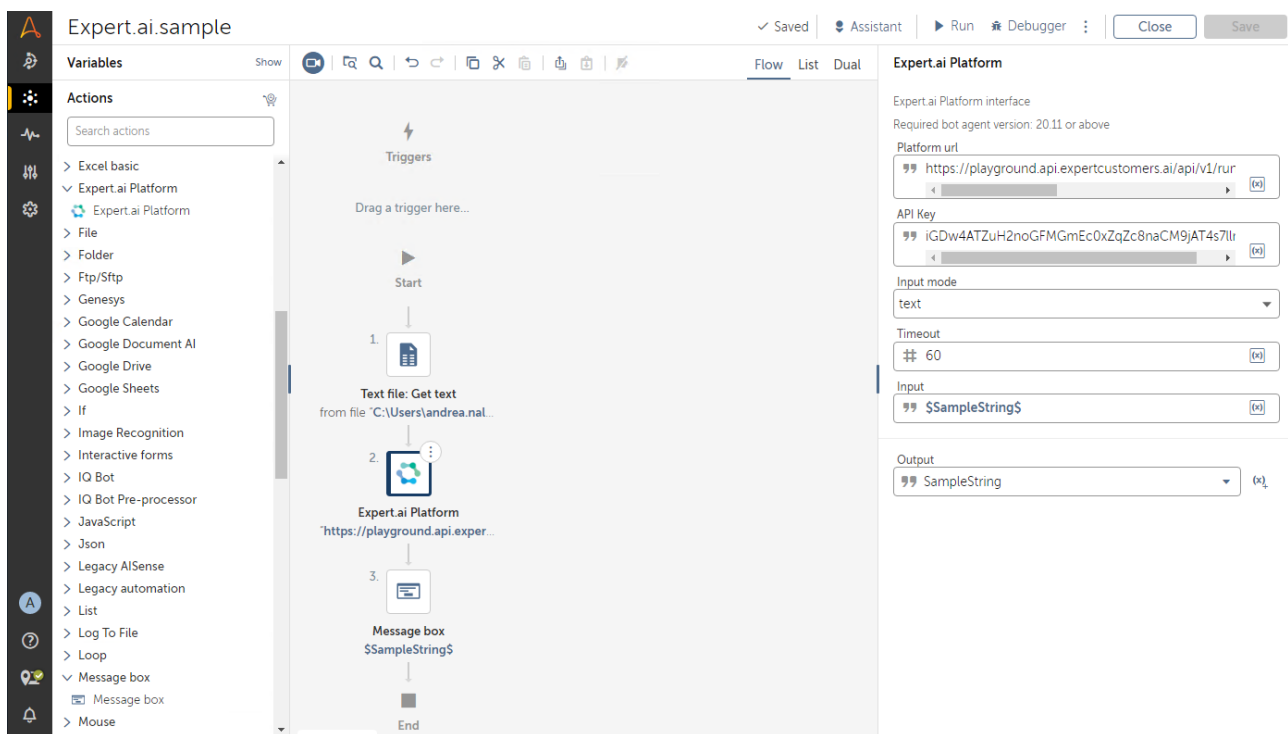 Expert.ai.sample
Saved
Assistant
Run
Debugger
Close
Save
Variables
Show
Actions
Search actions
Excel basic
Expert.ai Platform
Expert.ai Platform
File
Folder
Ftp/Sftp
Genesys
Google Calendar
Google Document AI
Google Drive
Google Sheets
If
Image Recognition
Interactive forms
IQ Bot
IQ Bot Pre-processor
JavaScript
Json
Legacy AISense
Legacy automation
List
Log To File
Loop
Message box
Message box
Mouse
A
Flow List Dual
Triggers
Drag a trigger here...
Start
1.
Text file: Get text
from file "C:\Users\andrea.nal...
2.
Expert.ai Platform
"https://playground.api.exper...
3.
Message box
$SampleString$
End
Expert.ai Platform
Expert.ai Platform interface
Required bot agent version: 20.11 or above
Platform url
https://playground.api.expertcustomers.ai/api/v1/rur
(x)
API Key
(x)
Input mode
text
Timeout
# 60
(x)
Input
$SampleString$
(x)
Output
SampleString
(x)+